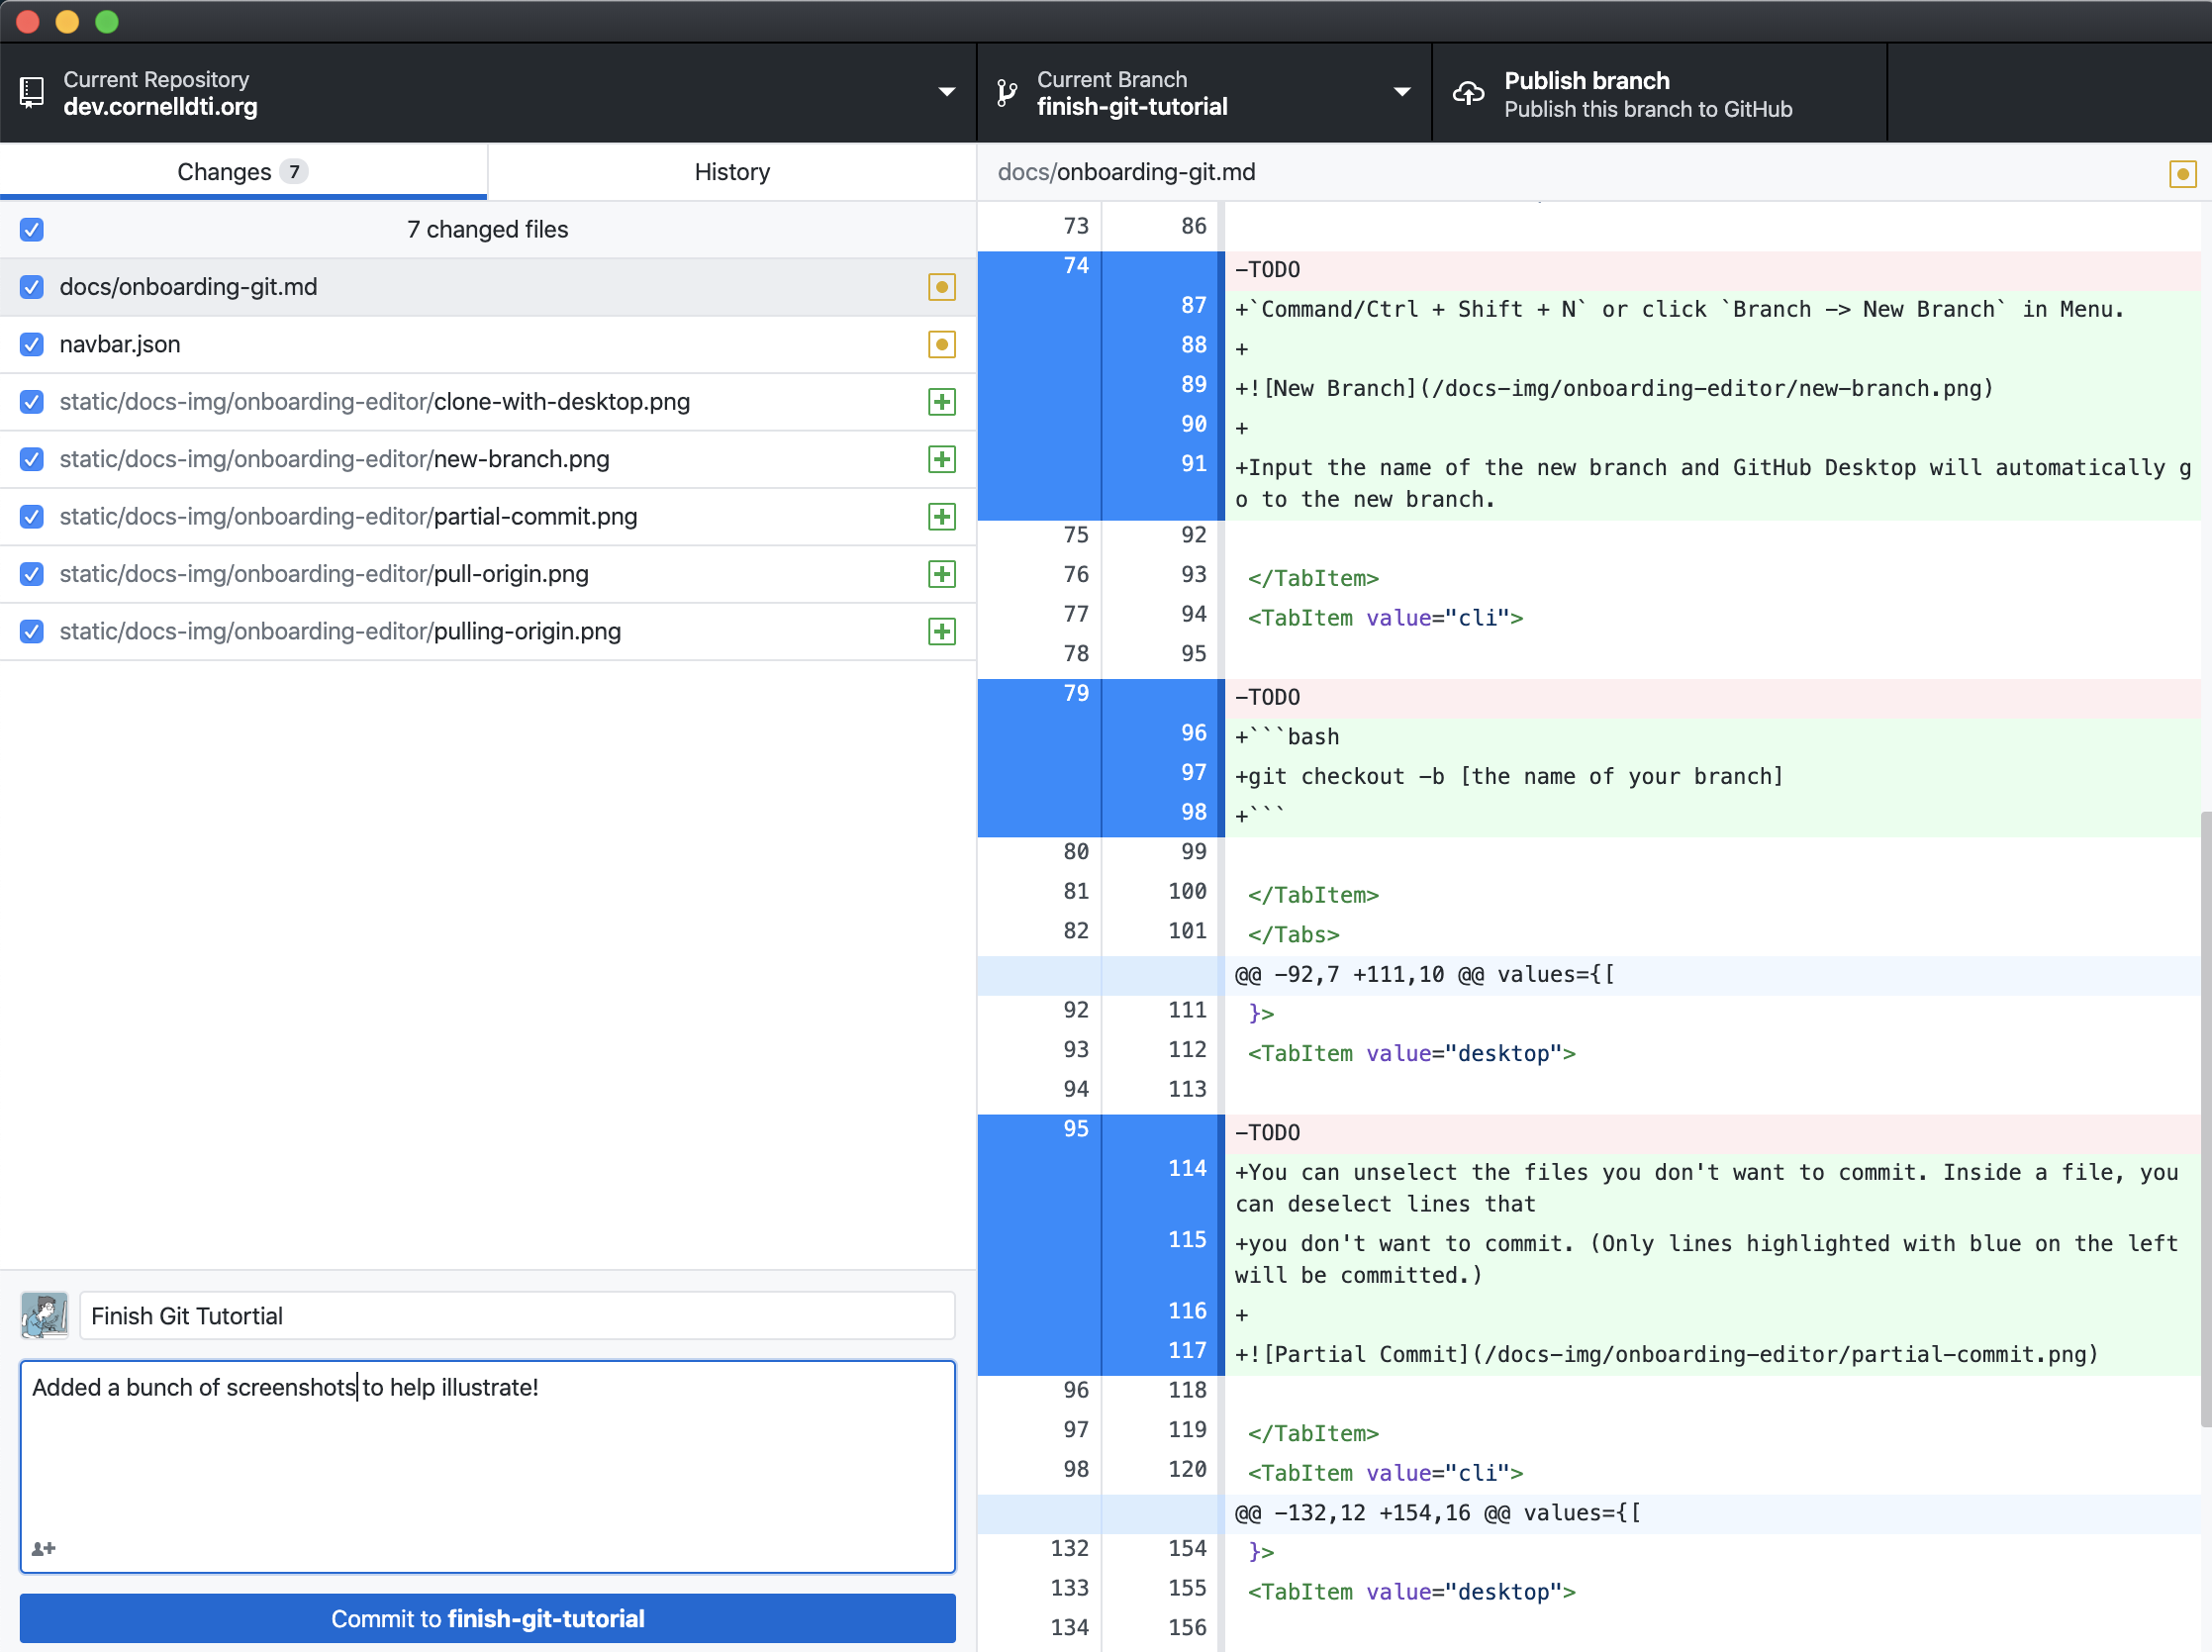 Current Repository
dev.cornelldti.org
Current Branch
finish-git-tutorial
Publish branch
Publish this branch to GitHub
Changes 7
History
7 changed files
docs/onboarding-git.md
navbar.json
static/docs-img/onboarding-editor/clone-with-desktop.png
static/docs-img/onboarding-editor/new-branch.png
static/docs-img/onboarding-editor/partial-commit.png
static/docs-img/onboarding-editor/pull-origin.png
static/docs-img/onboarding-editor/pulling-origin.png
Finish Git Tutortial
Added a bunch of screenshots to help illustrate!
Commit to finish-git-tutorial
docs/onboarding-git.md
73 86
74 -TODO
87 +`Command/Ctrl + Shift + N` or click `Branch -> New Branch` in Menu.
88 +
89 +![New Branch](/docs-img/onboarding-editor/new-branch.png)
90 +
91 +Input the name of the new branch and GitHub Desktop will automatically g
o to the new branch.
75 92
76 93 </TabItem>
77 94 <TabItem value="cli">
78 95
79 -TODO
96 +```bash
97 +git checkout -b [the name of your branch]
98 +```
80 99
81 100 </TabItem>
82 101 </Tabs>
@@ -92,7 +111,10 @@ values={[
92 111 }>
93 112 <TabItem value="desktop">
94 113
95 -TODO
114 +You can unselect the files you don't want to commit. Inside a file, you
can deselect lines that
115 +you don't want to commit. (Only lines highlighted with blue on the left
will be committed.)
116 +
117 +![Partial Commit](/docs-img/onboarding-editor/partial-commit.png)
96 118
97 119 </TabItem>
98 120 <TabItem value="cli">
@@ -132,12 +154,16 @@ values={[
132 154 }>
133 155 <TabItem value="desktop">
134 156